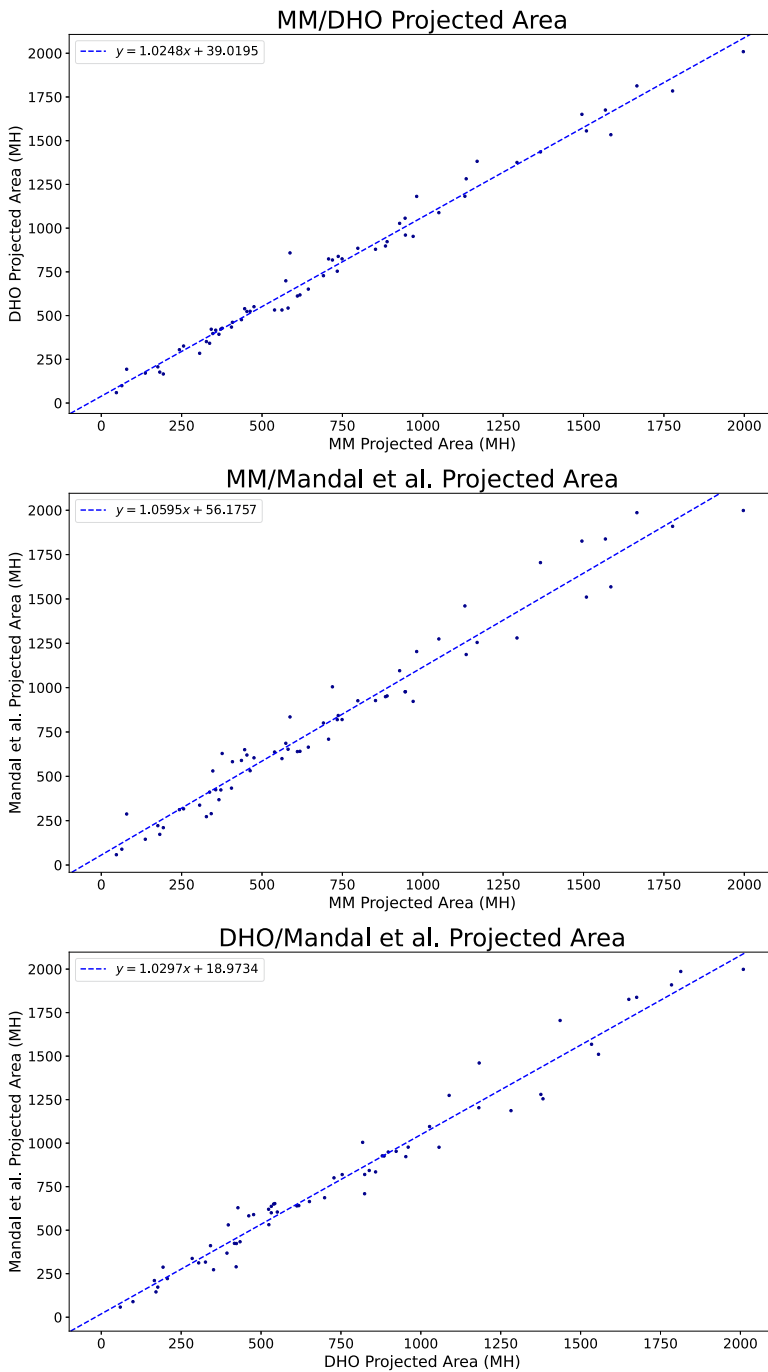 MM/DHO Projected Area
y = 1.0248x + 39.0195
2000
1750
1500
1250
1000
750
500
250
0
DHO Projected Area (MH)
0 250 500 750 1000 1250 1500 1750 2000
MM Projected Area (MH)
MM/Mandal et al. Projected Area
y = 1.0595x + 56.1757
2000
1750
1500
1250
1000
750
500
250
0
Mandal et al. Projected Area (MH)
0 250 500 750 1000 1250 1500 1750 2000
MM Projected Area (MH)
DHO/Mandal et al. Projected Area
y = 1.0297x + 18.9734
2000
1750
1500
1250
1000
750
500
250
0
Mandal et al. Projected Area (MH)
0 250 500 750 1000 1250 1500 1750 2000
DHO Projected Area (MH)